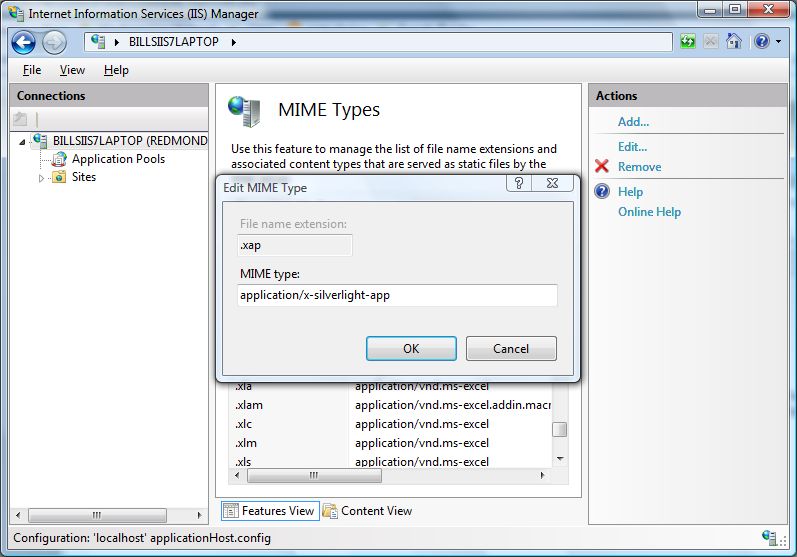 Internet Information Services (IIS) Manager
BILLSIIS7LAPTOP
File View Help
Connections
BILLSIIS7LAPTOP (REDMOND
Application Pools
Sites
MIME Types
Use this feature to manage the list of file name extensions and
associated content types that are served as static files by the
Edit MIME Type
File name extension:
.xap
MIME type:
application/x-silverlight-app
OK Cancel
.xla application/vnd.ms-excel
.xlam application/vnd.ms-excel.addin.macr
.xlc application/vnd.ms-excel
.xlm application/vnd.ms-excel
.xls application/vnd.ms-excel
Features View Content View
Actions
Add...
Edit...
Remove
Help
Online Help
Configuration: 'localhost' applicationHost.config